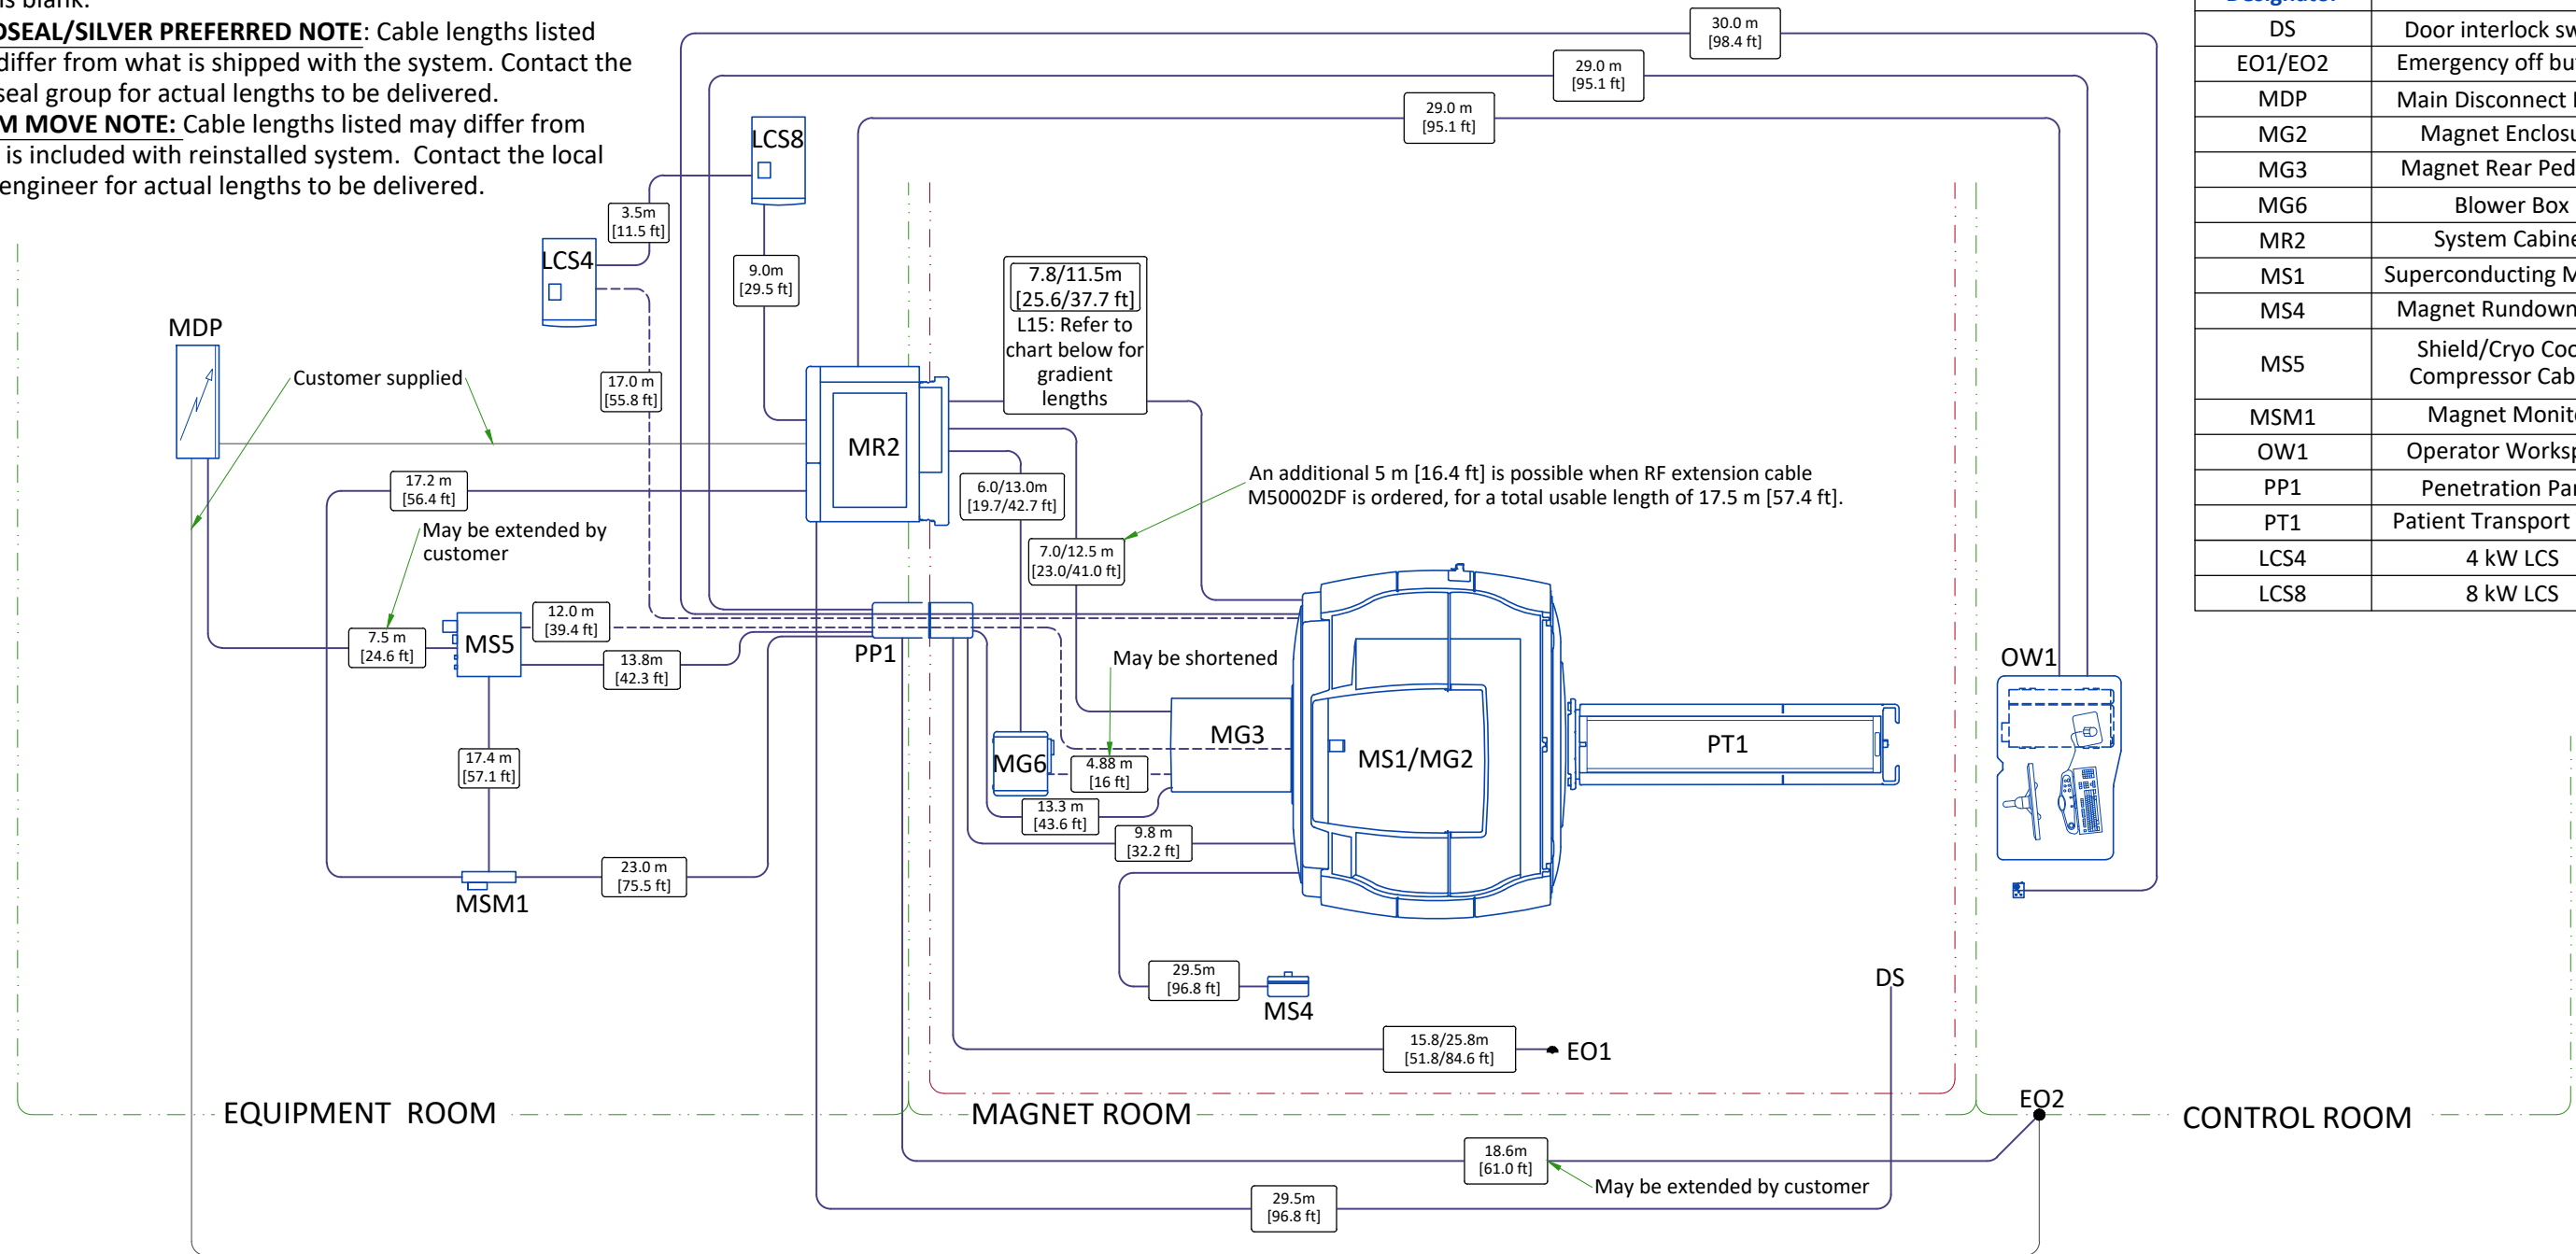 is blank.
OSEAL/SILVER PREFERRED NOTE: Cable lengths listed
differ from what is shipped with the system. Contact the
seal group for actual lengths to be delivered.
M MOVE NOTE: Cable lengths listed may differ from
is included with reinstalled system. Contact the local
engineer for actual lengths to be delivered.
30.0 m
[98.4 ft]
29.0 m
[95.1 ft]
29.0 m
[95.1 ft]
LCS8
3.5m
[11.5 ft]
LCS4
9.0m
[29.5 ft]
7.8/11.5m
[25.6/37.7 ft]
L15: Refer to
chart below for
gradient
lengths
MDP
Customer supplied
17.0 m
[55.8 ft]
MR2
17.2 m
[56.4 ft]
6.0/13.0m
[19.7/42.7 ft]
An additional 5 m [16.4 ft] is possible when RF extension cable
M50002DF is ordered, for a total usable length of 17.5 m [57.4 ft].
May be extended by
customer
7.0/12.5 m
[23.0/41.0 ft]
12.0 m
[39.4 ft]
7.5 m
[24.6 ft]
MS5
13.8m
[42.3 ft]
PP1
May be shortened
OW1
MG3
MG6
4.88 m
[16 ft]
MS1/MG2
PT1
17.4 m
[57.1 ft]
13.3 m
[43.6 ft]
9.8 m
[32.2 ft]
23.0 m
[75.5 ft]
MSM1
29.5m
[96.8 ft]
MS4
DS
15.8/25.8m
[51.8/84.6 ft]
EO1
EQUIPMENT ROOM
MAGNET ROOM
EO2
CONTROL ROOM
18.6m
[61.0 ft]
May be extended by customer
29.5m
[96.8 ft]
Designator
DS Door interlock sw
EO1/EO2 Emergency off bu
MDP Main Disconnect
MG2 Magnet Enclosu
MG3 Magnet Rear Ped
MG6 Blower Box
MR2 System Cabine
MS1 Superconducting M
MS4 Magnet Rundown
MS5 Shield/Cryo Coo
Compressor Cab
MSM1 Magnet Monit
OW1 Operator Worksp
PP1 Penetration Pa
PT1 Patient Transport
LCS4 4 kW LCS
LCS8 8 kW LCS